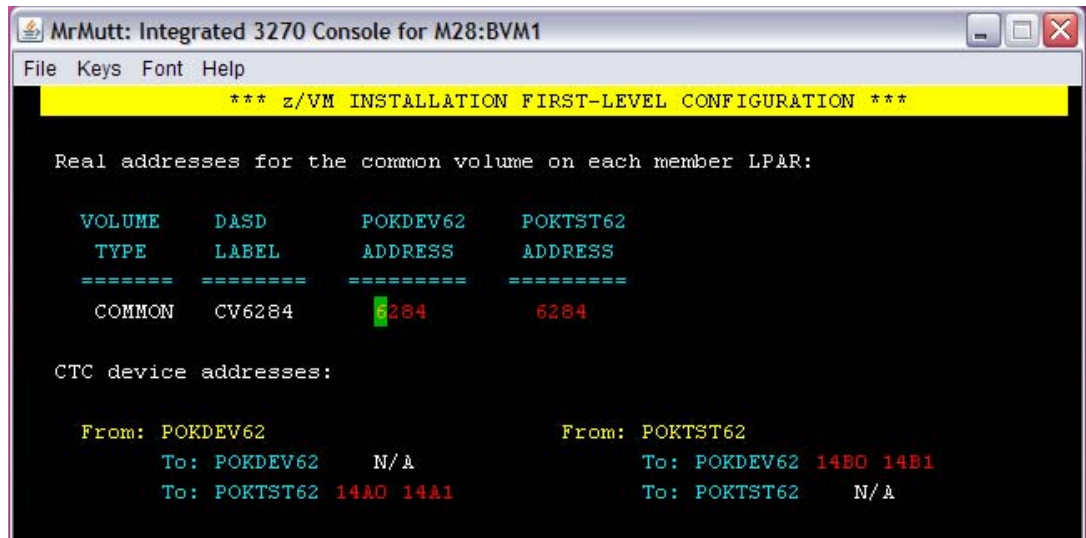 MrMutt: Integrated 3270 Console for M28:BVM1
File Keys Font Help
*** z/VM INSTALLATION FIRST-LEVEL CONFIGURATION ***
Real addresses for the common volume on each member LPAR:
VOLUME DASD POKDEV62 POKTST62
TYPE LABEL ADDRESS ADDRESS
======= ======== ========= =========
COMMON CV6284 6284 6284
CTC device addresses:
From: POKDEV62 From: POKTST62
To: POKDEV62 N/A To: POKDEV62 14B0 14B1
To: POKTST62 14A0 14A1 To: POKTST62 N/A